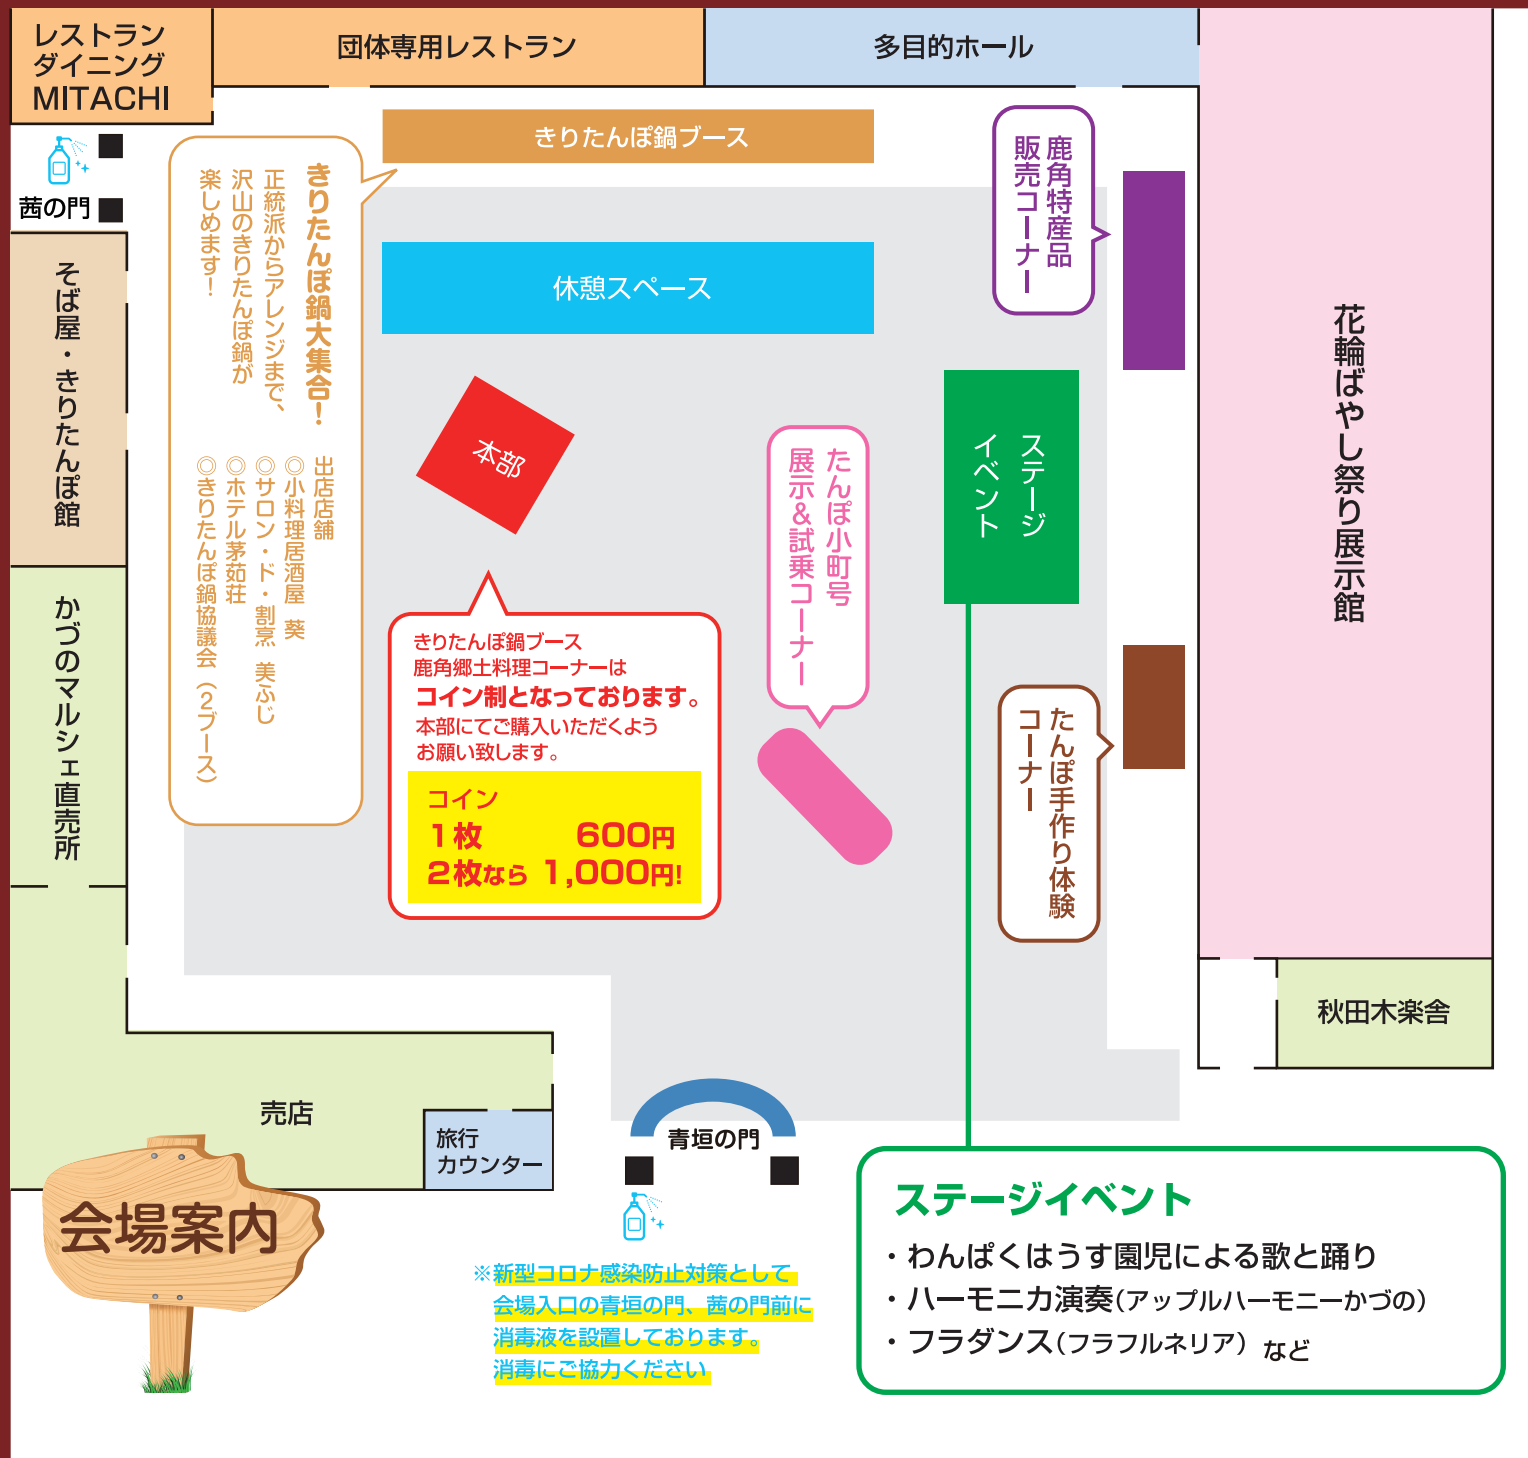 レストラン
ダイニング
MITACHI
団体専用レストラン
多目的ホール
茜の門
きりたんぽ鍋ブース
きりたんぽ鍋大集合！
正統派からアレンジまで、
沢山のきりたんぽ鍋が
楽しめます！
出店店舗
◎小料理居酒屋 葵
◎サロン・ド・割烹 美ふじ
◎ホテル茅茹荘
◎きりたんぽ鍋協議会（2ブース）
休憩スペース
鹿角特産品
販売コーナー
そば屋・きりたんぽ館
かづのマルシェ直売所
本部
きりたんぽ鍋ブース
鹿角郷土料理コーナーは
コイン制となっております。
本部にてご購入いただくよう
お願い致します。
コイン
1枚 600円
2枚なら 1,000円!
たんぽ小町号
展示&試乗コーナー
ステージ
イベント
たんぽ手作り体験
コーナー
花輪ばやし祭り展示館
秋田木楽舎
売店
旅行
カウンター
青垣の門
会場案内
※新型コロナ感染防止対策として
会場入口の青垣の門、茜の門前に
消毒液を設置しております。
消毒にご協力ください
ステージイベント
・わんぱくはうす園児による歌と踊り
・ハーモニカ演奏(アップルハーモニーかづの)
・フラダンス(フラフルネリア) など